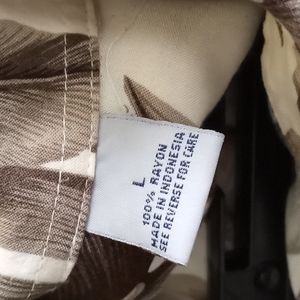 L
100% RAYON
MADE IN INDONESIA
SEE REVERSE FOR CARE